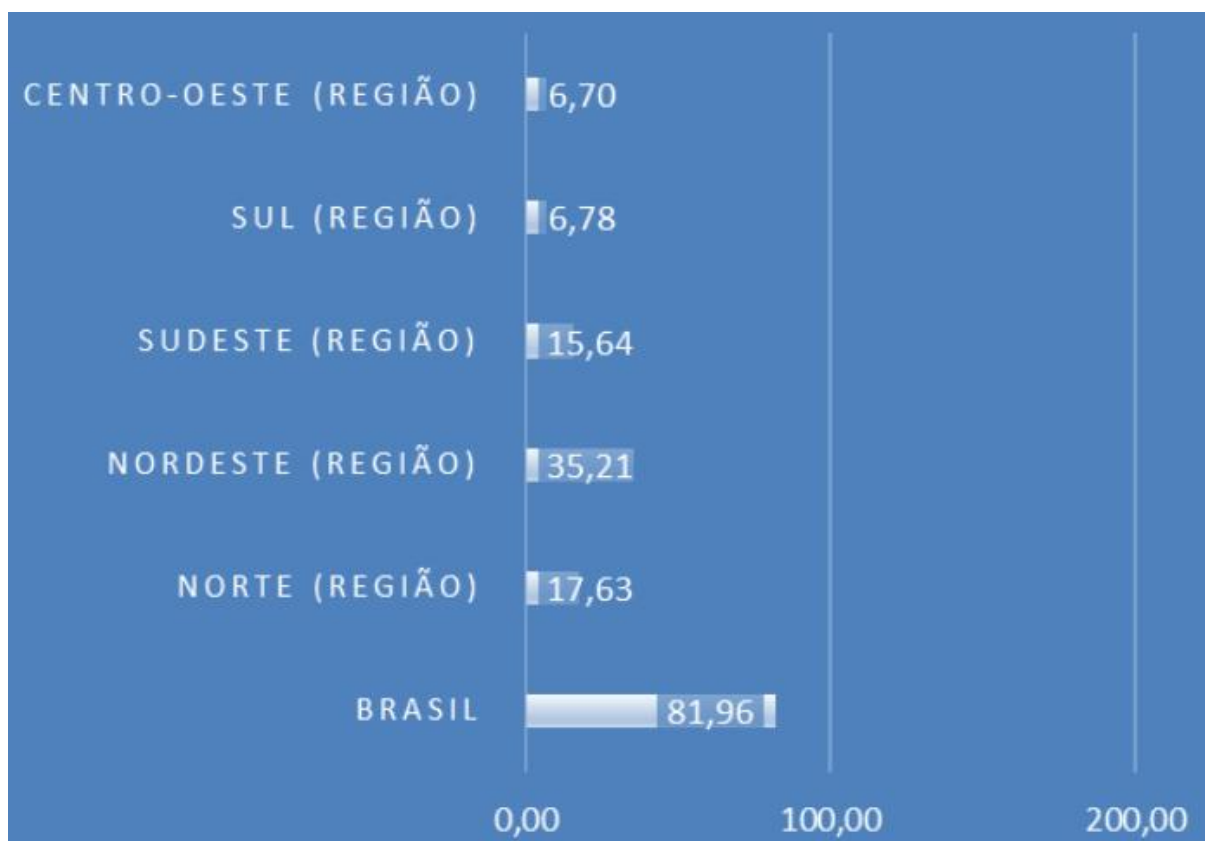 CENTRO-OESTE (REGIÃO) 6,70
SUL (REGIÃO) 6,78
SUDESTE (REGIÃO) 15,64
NORDESTE (REGIÃO) 35,21
NORTE (REGIÃO) 17,63
BRASIL 81,96
0,00 100,00 200,00